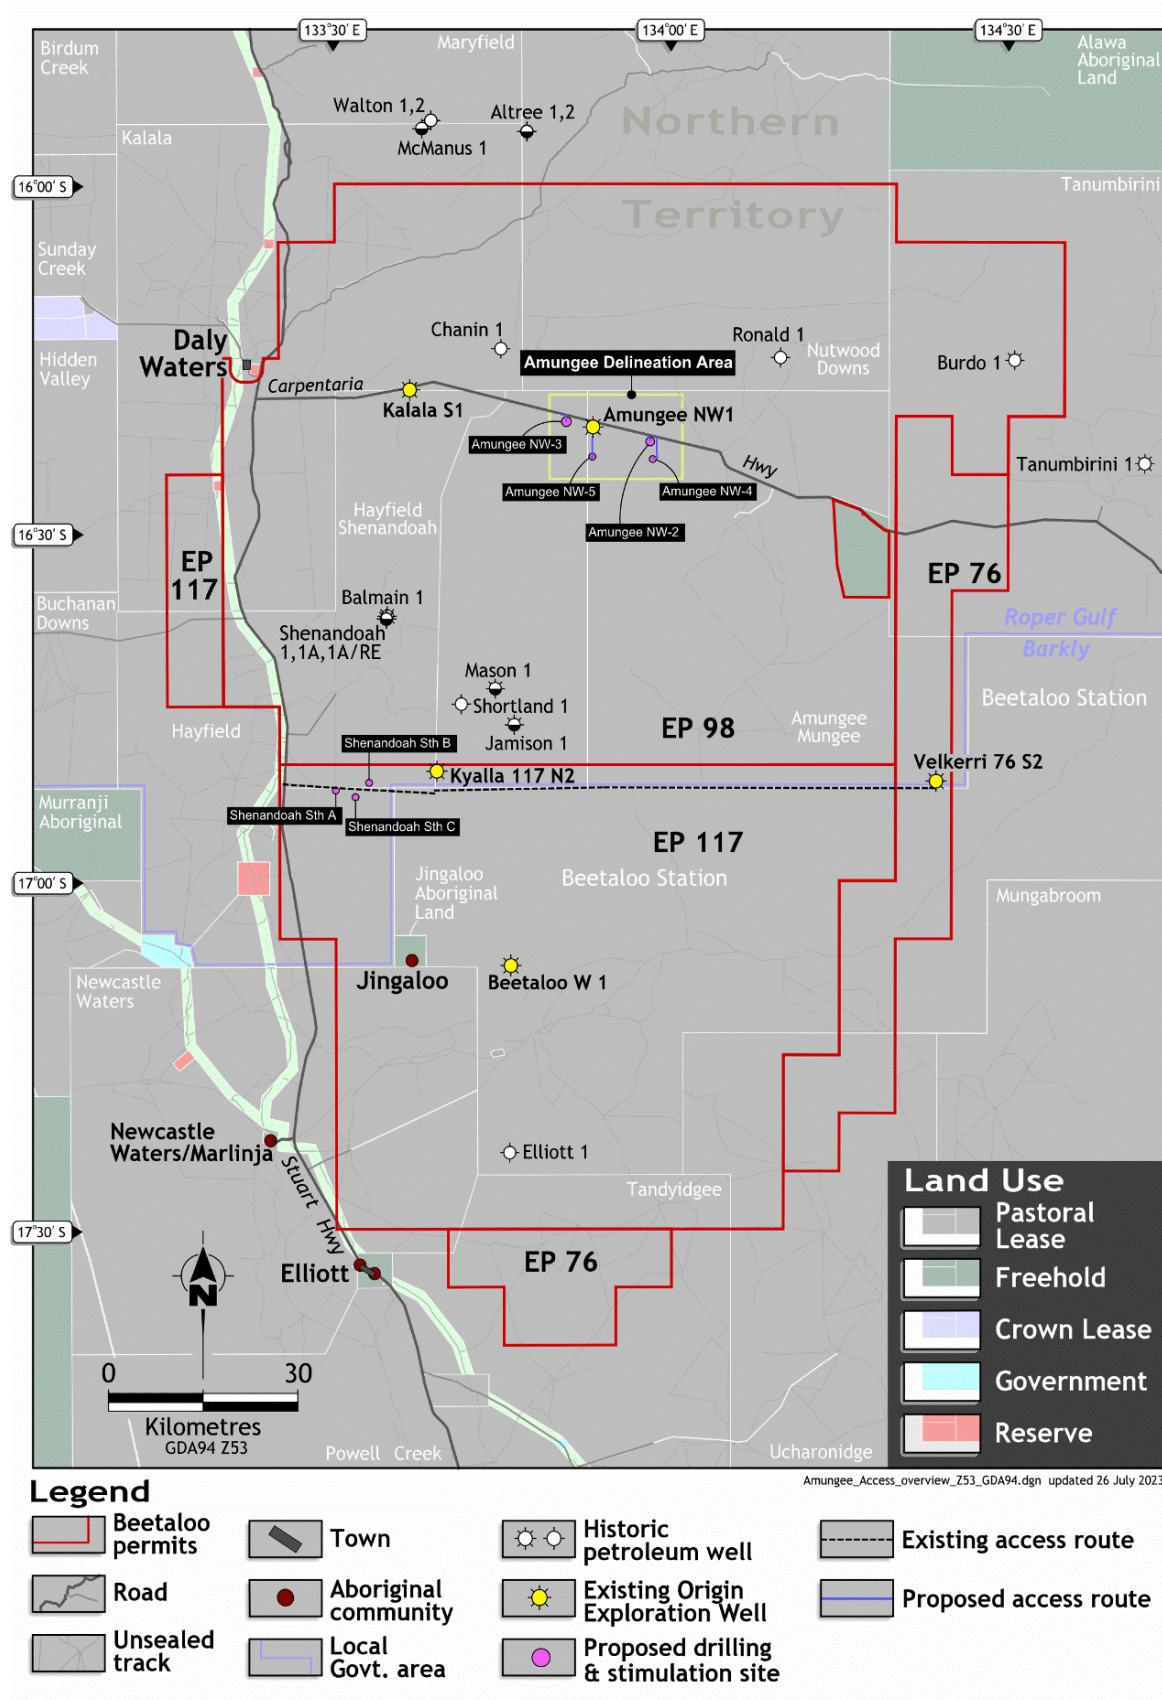 133°30' E
134°00' E
134°30' E
Birdum
Creek
Maryfield
Alawa
Aboriginal
Land
Walton 1,2
Altree 1,2
Northern
Kalala
McManus 1
16°00' S
Tanumbirini
Territory
Sunday
Creek
Chanin 1
Ronald 1
Daly
Waters
Hidden
Valley
Amungee Delineation Area
Nutwood
Downs
Burdo 1
Carpentaria
Kalala S1
Amungee NW1
Amungee NW-3
Hwy
Tanumbirini 1
Amungee NW-5
Amungee NW-4
Hayfield
Shenandoah
Amungee NW-2
16°30' S
EP
117
EP 76
Buchanan
Downs
Balmain 1
Roper Gulf
Shenandoah
1,1A,1A/RE
Barkly
Mason 1
Beetaloo Station
Shortland 1
Hayfield
EP 98
Amungee
Mungee
Jamison 1
Shenandoah Sth B
Velkerri 76 S2
Kyalla 117 N2
Murranji
Aboriginal
Shenandoah Sth A
Shenandoah Sth C
EP 117
Jingaloo
Aboriginal
Land
Beetaloo Station
17°00' S
Mungabroom
Newcastle
Waters
Jingaloo
Beetaloo W 1
Newcastle
Waters/Marlinja
Elliott 1
Stuart Hwy
Tandyidgee
17°30' S
Elliott
EP 76
N
0
30
Kilometres
GDA94 Z53
Powell Creek
Ucharonidge
Land Use
Pastoral
Lease
Freehold
Crown Lease
Government
Reserve
Amungee_Access_overview_Z53_GDA94.dgn updated 26 July 2023
Legend
Beetaloo
permits
Town
Historic
petroleum well
Existing access route
Road
Aboriginal
community
Existing Origin
Exploration Well
Proposed access route
Unsealed
track
Local
Govt. area
Proposed drilling
& stimulation site